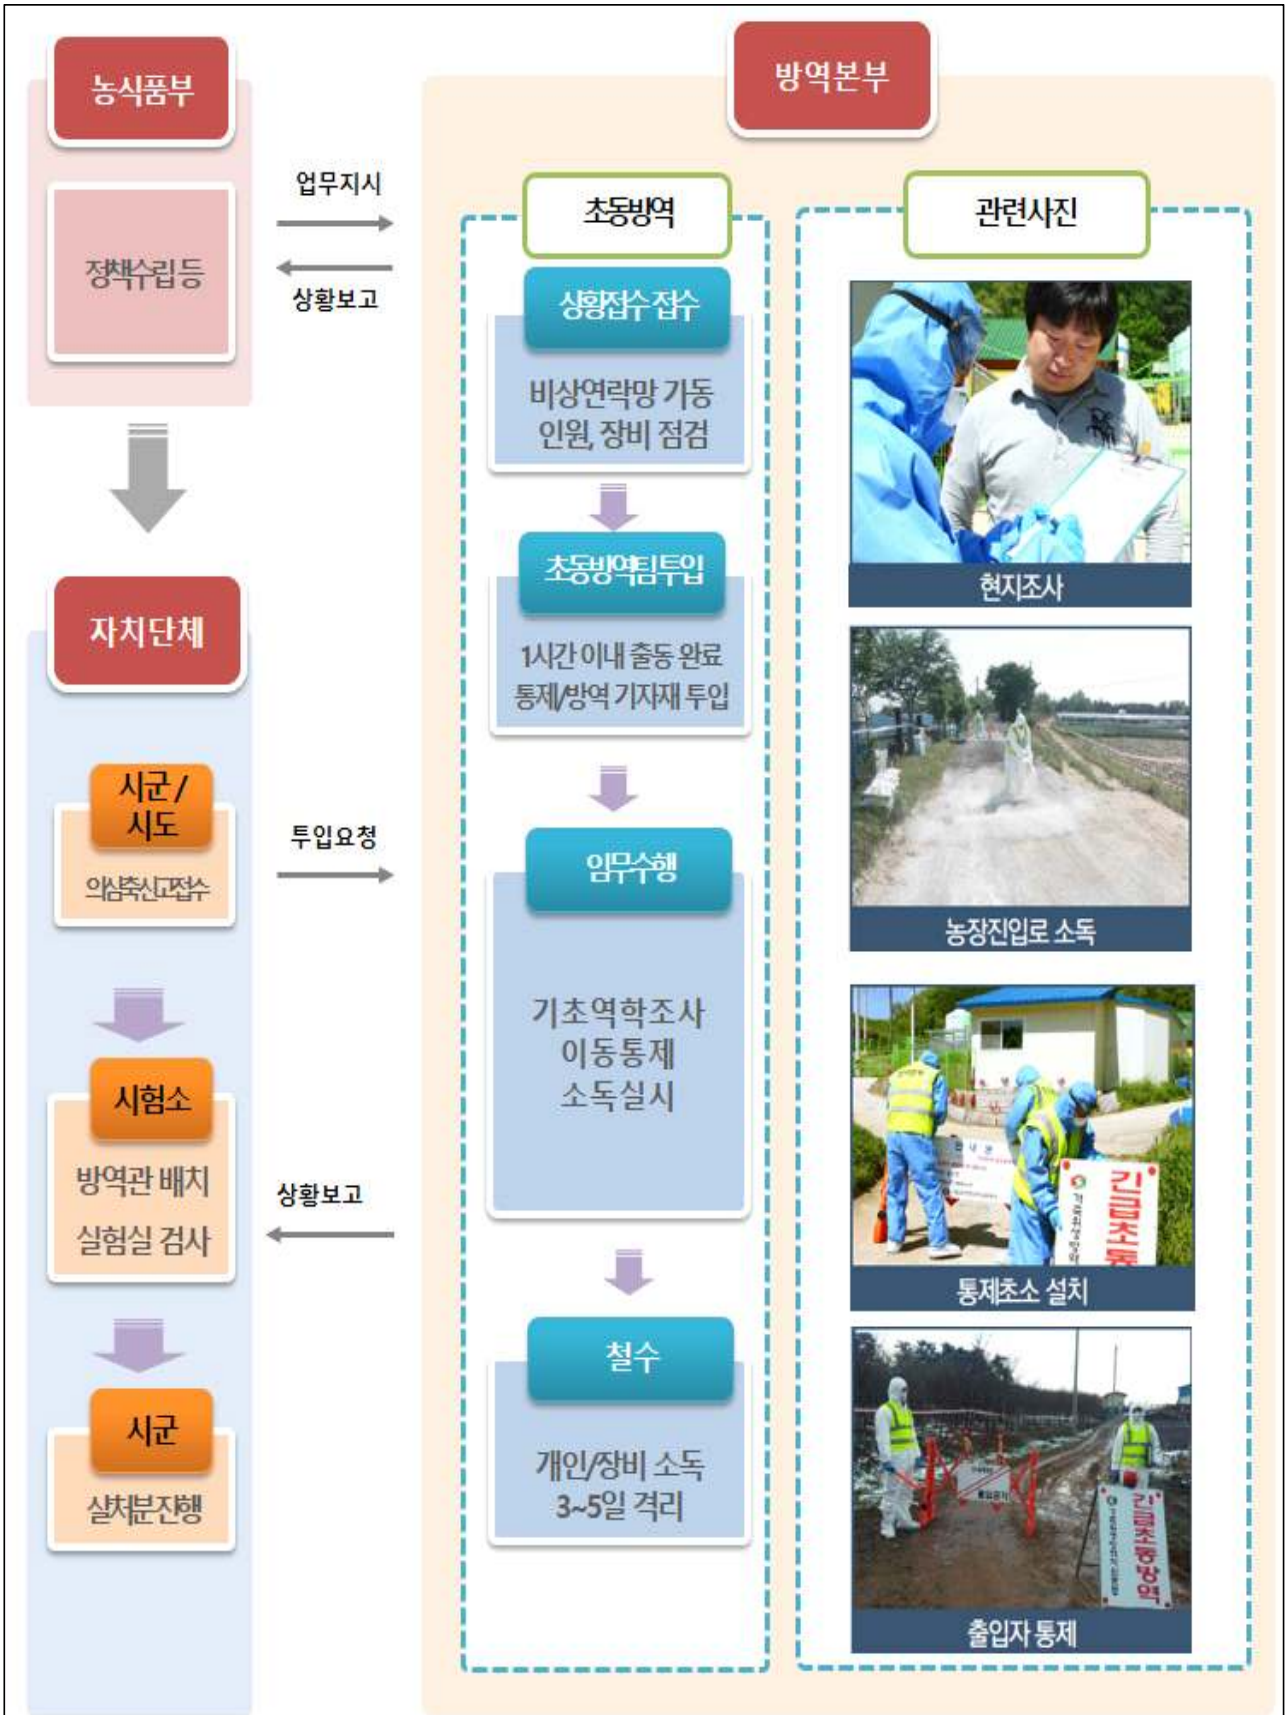 농식품부
정책수립 등
업무지시
상황보고
자치단체
시군 /
시도
의심축신고접수
투입요청
시험소
방역관 배치
실험실 검사
상황보고
시군
살처분진행
방역본부
초동방역
상황접수 접수
비상연락망 가동
인원, 장비 점검
초동방역팀투입
1시간 이내 출동 완료
통제/방역 기자재 투입
임무수행
기초역학조사
이동통제
소독실시
철수
개인/장비 소독
3~5일 격리
관련사진
현지조사
농장진입로 소독
안내문
긴급초동
통제초소 설치
긴급초동방역
출입자 통제